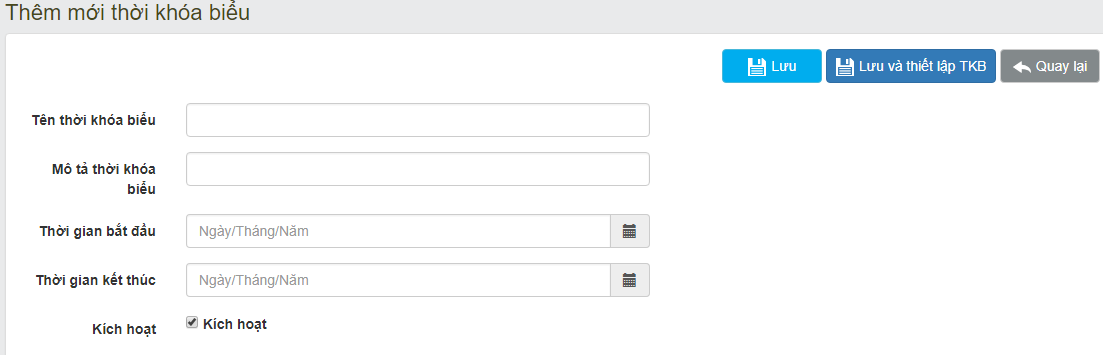 Thêm mới thời khóa biểu
Lưu
Lưu và thiết lập TKB
Quay lại
Tên thời khóa biểu
Mô tả thời khóa
biểu
Thời gian bắt đầu
Ngày/Tháng/Năm
Thời gian kết thúc
Ngày/Tháng/Năm
Kích hoạt
Kích hoạt